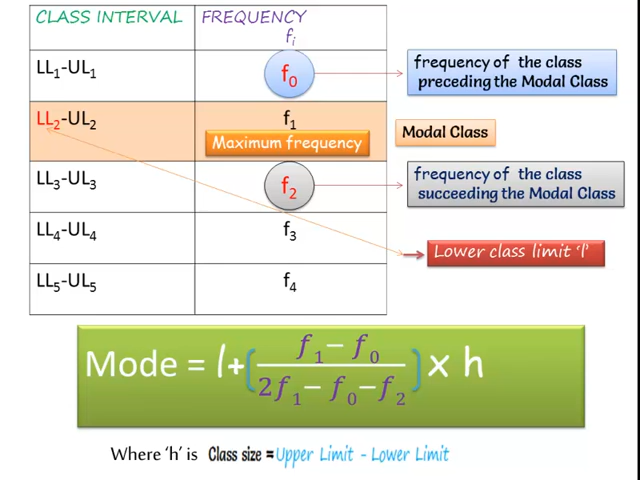 CLASS INTERVAL FREQUENCY
fᵢ
LL₁-UL₁ f₀
frequency of the class
preceding the Modal Class
LL₂-UL₂ f₁
Maximum frequency
Modal Class
LL₃-UL₃ f₂
frequency of the class
succeeding the Modal Class
LL₄-UL₄ f₃
Lower class limit 'l'
LL₅-UL₅ f₄
Mode = l+(f₁− f₀ / 2f₁− f₀−f₂) x h
Where 'h' is Class size = Upper Limit - Lower Limit